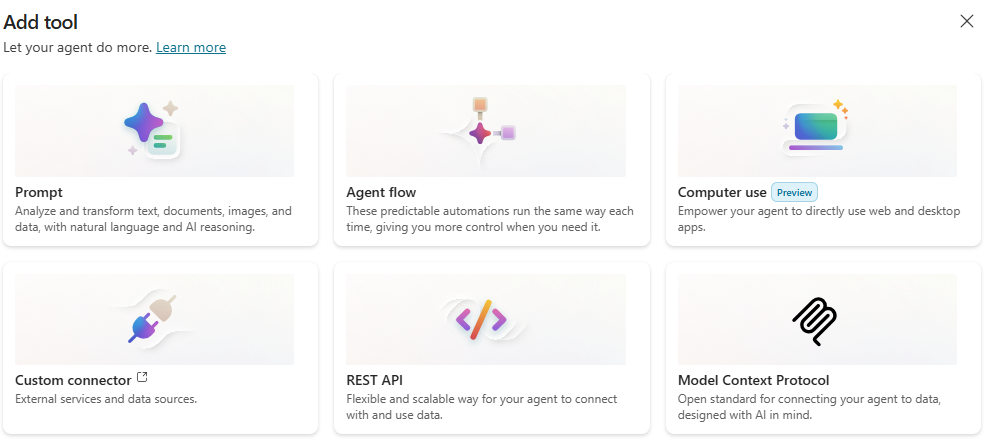 Add tool
Let your agent do more. Learn more
Prompt
Analyze and transform text, documents, images, and
data, with natural language and AI reasoning.
Agent flow
These predictable automations run the same way each
time, giving you more control when you need it.
Computer use Preview
Empower your agent to directly use web and desktop
apps.
Custom connector
External services and data sources.
REST API
Flexible and scalable way for your agent to connect
with and use data.
Model Context Protocol
Open standard for connecting your agent to data,
designed with AI in mind.